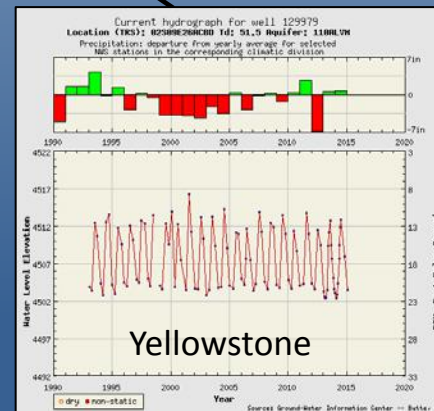 Current hydrograph for well 129979
Location (TRS): 02S09E26ACBD Td: 51.5 Aquifer: 110ALVM
Precipitation: departure from yearly average for selected
NWS stations in the corresponding climatic division
7in
0
-7in
1990 1995 2000 2005 2010 2015 2020
4522
4517
4512
4507
4502
4497
4492
Water Level Elevation
3
8
13
18
23
28
33
Yellowstone
1990 1995 2000 2005 2010 2015 2020
dry non-static
Year
Source: Ground-Water Information Center -- Butte,